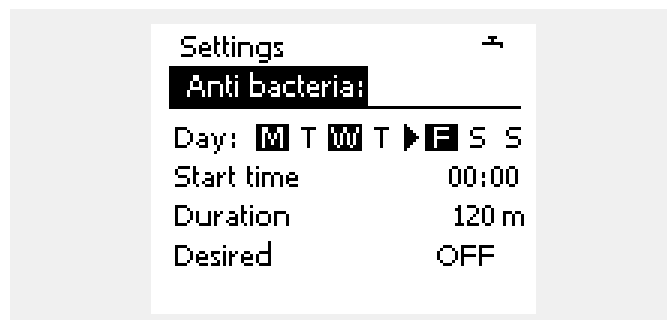 Settings
Anti bacteria:
Day: M T W T ▶F S S
Start time 00:00
Duration 120 m
Desired OFF